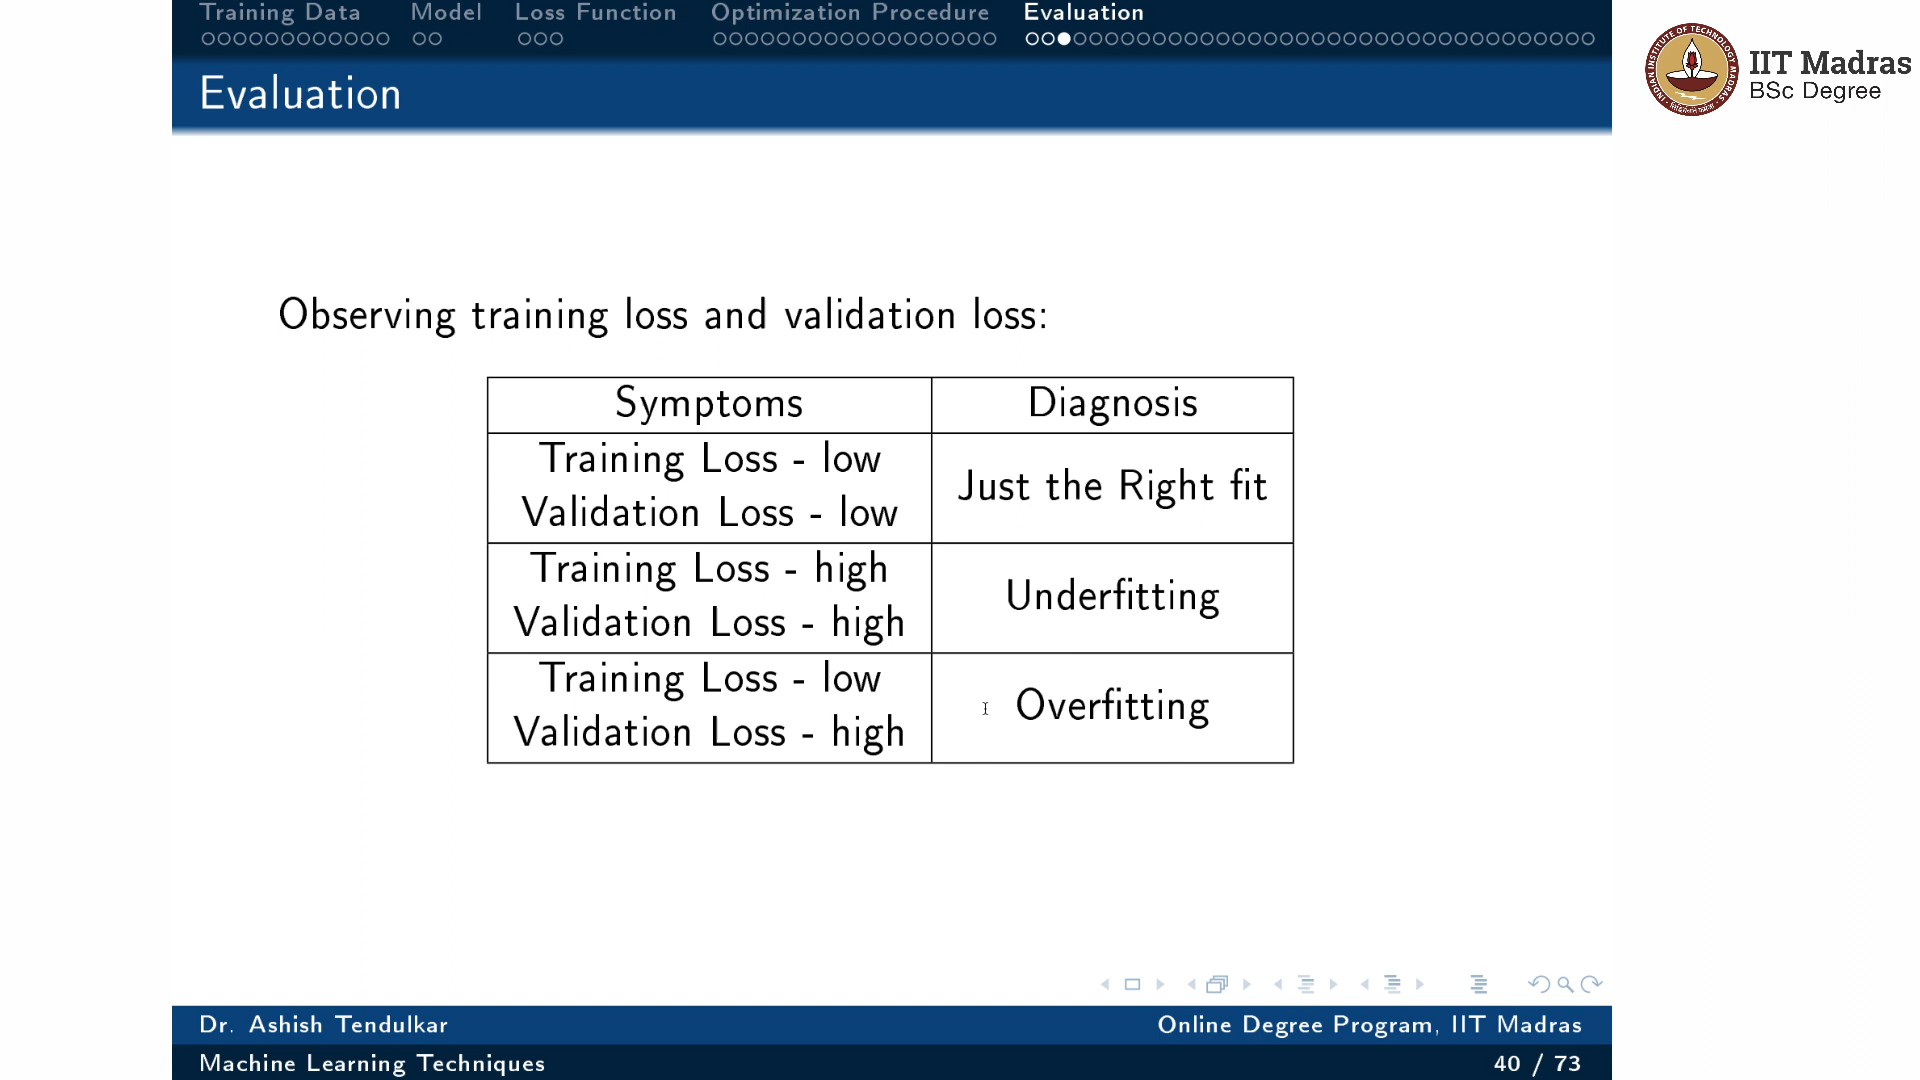 Training Data Model Loss Function Optimization Procedure Evaluation
IIT Madras
BSc Degree
Evaluation
Observing training loss and validation loss:
Symptoms Diagnosis
Training Loss - low
Validation Loss - low
Just the Right fit
Training Loss - high
Validation Loss - high
Underfitting
Training Loss - low
Validation Loss - high
Overfitting
Dr. Ashish Tendulkar Online Degree Program, IIT Madras
Machine Learning Techniques 40 / 73